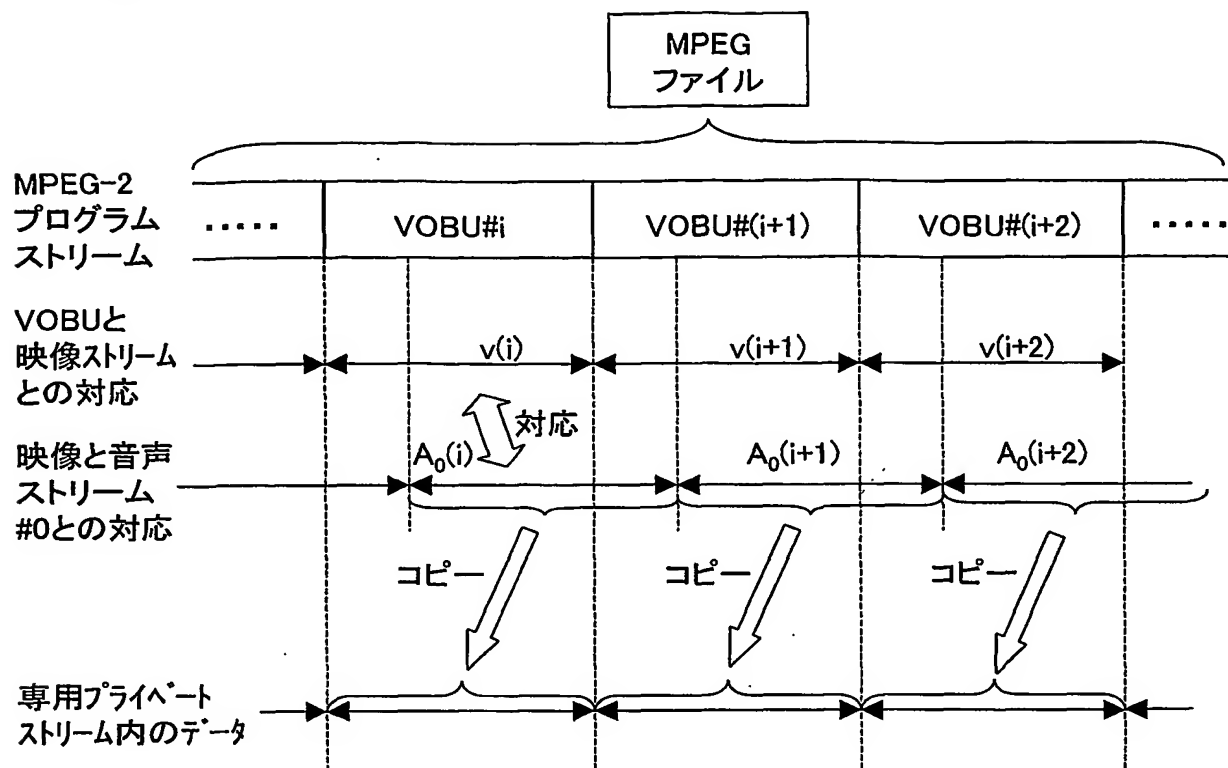 MPEG
ファイル
MPEG-2
プログラム
ストリーム
‥‥‥
VOBU#i
VOBU#(i+1)
VOBU#(i+2)
‥‥‥
VOBUと
映像ストリーム
との対応
v(i)
v(i+1)
v(i+2)
対応
映像と音声
ストリーム
#0との対応
A₀(i)
A₀(i+1)
A₀(i+2)
コピー
コピー
コピー
専用プライベート
ストリーム内のデータ